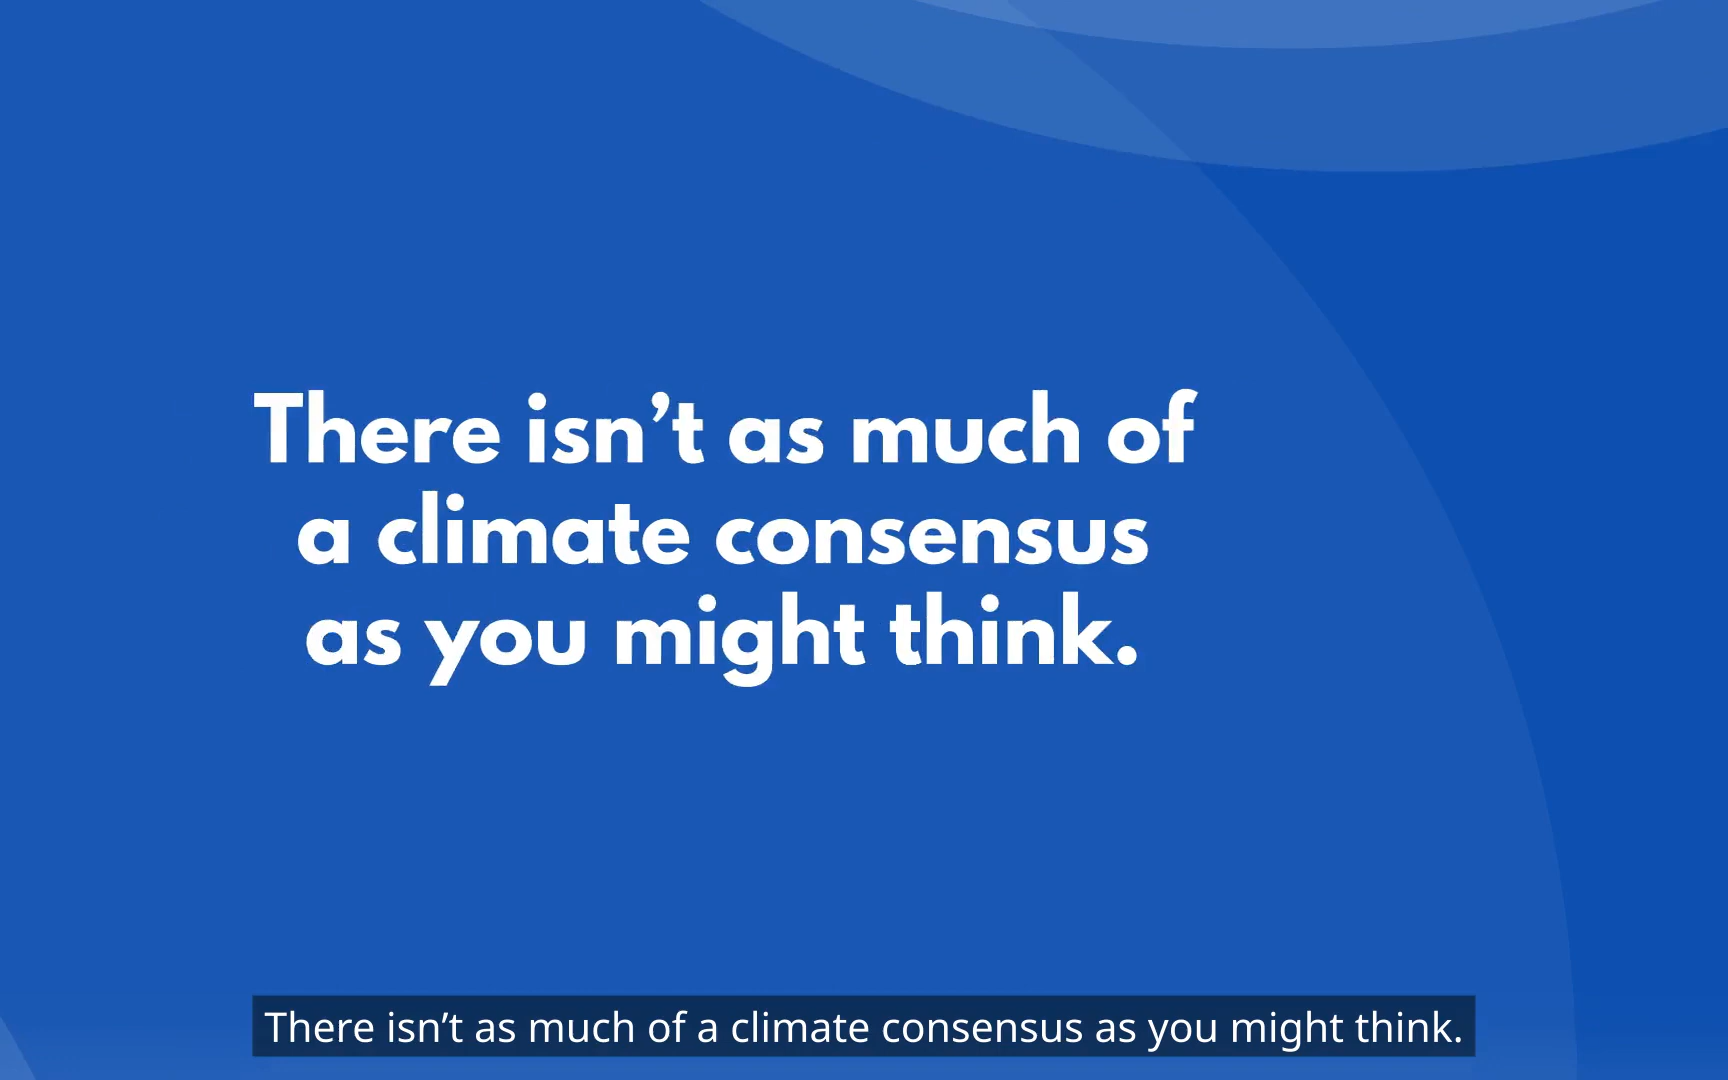 There isn’t as much of
a climate consensus
as you might think.
There isn’t as much of a climate consensus as you might think.